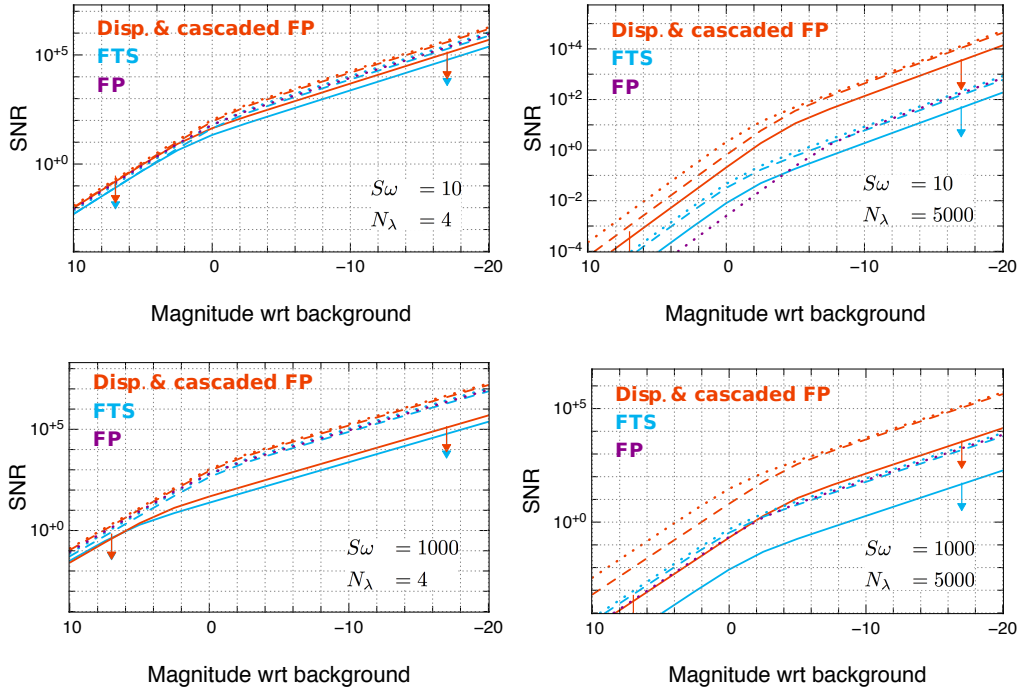 Disp. & cascaded FP
FTS
FP
10+5
10+0
SNR
Sω = 10
Nλ = 4
10 0 −10 −20
Magnitude wrt background
Disp. & cascaded FP
FTS
FP
10+4
10+2
10+0
10−2
10−4
SNR
Sω = 10
Nλ = 5000
10 0 −10 −20
Magnitude wrt background
Disp. & cascaded FP
FTS
FP
10+5
10+0
SNR
Sω = 1000
Nλ = 4
10 0 −10 −20
Magnitude wrt background
Disp. & cascaded FP
FTS
FP
10+5
10+0
SNR
Sω = 1000
Nλ = 5000
10 0 −10 −20
Magnitude wrt background